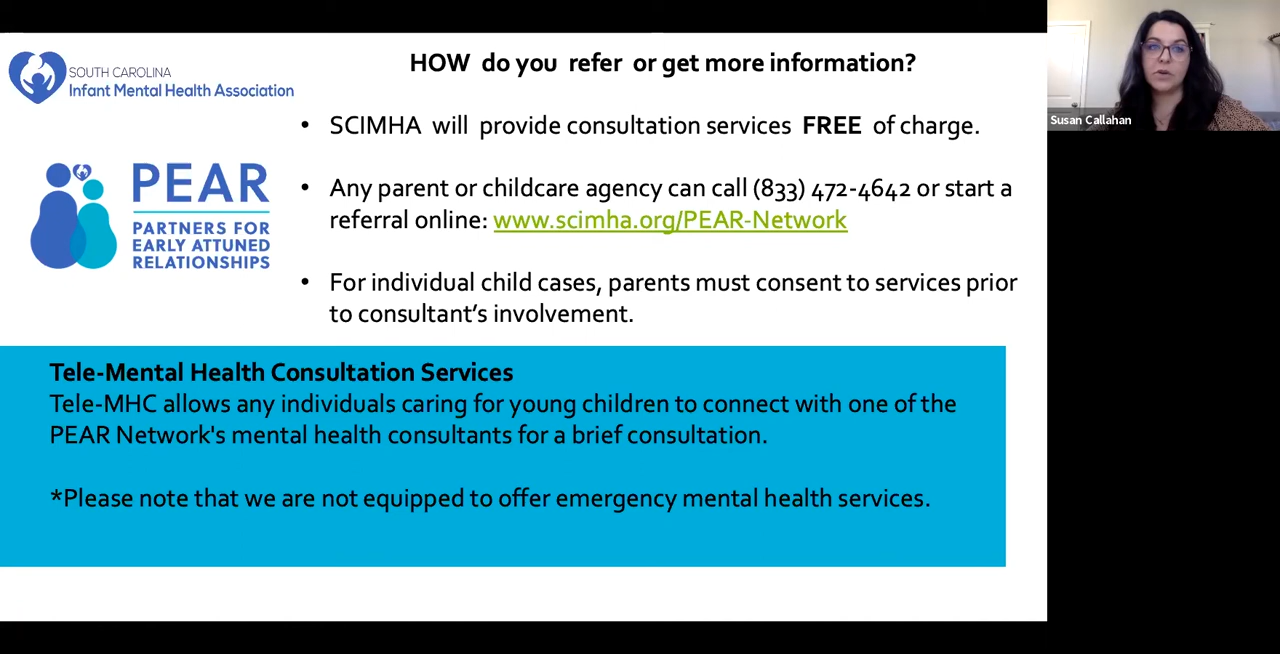 HOW do you refer or get more information?
SOUTH CAROLINA
Infant Mental Health Association
• SCIMHA will provide consultation services FREE of charge.
PEAR
PARTNERS FOR
EARLY ATTUNED
RELATIONSHIPS
• Any parent or childcare agency can call (833) 472-4642 or start a
referral online: www.scimha.org/PEAR-Network
• For individual child cases, parents must consent to services prior
to consultant’s involvement.
Tele-Mental Health Consultation Services
Tele-MHC allows any individuals caring for young children to connect with one of the
PEAR Network's mental health consultants for a brief consultation.
*Please note that we are not equipped to offer emergency mental health services.
Susan Callahan